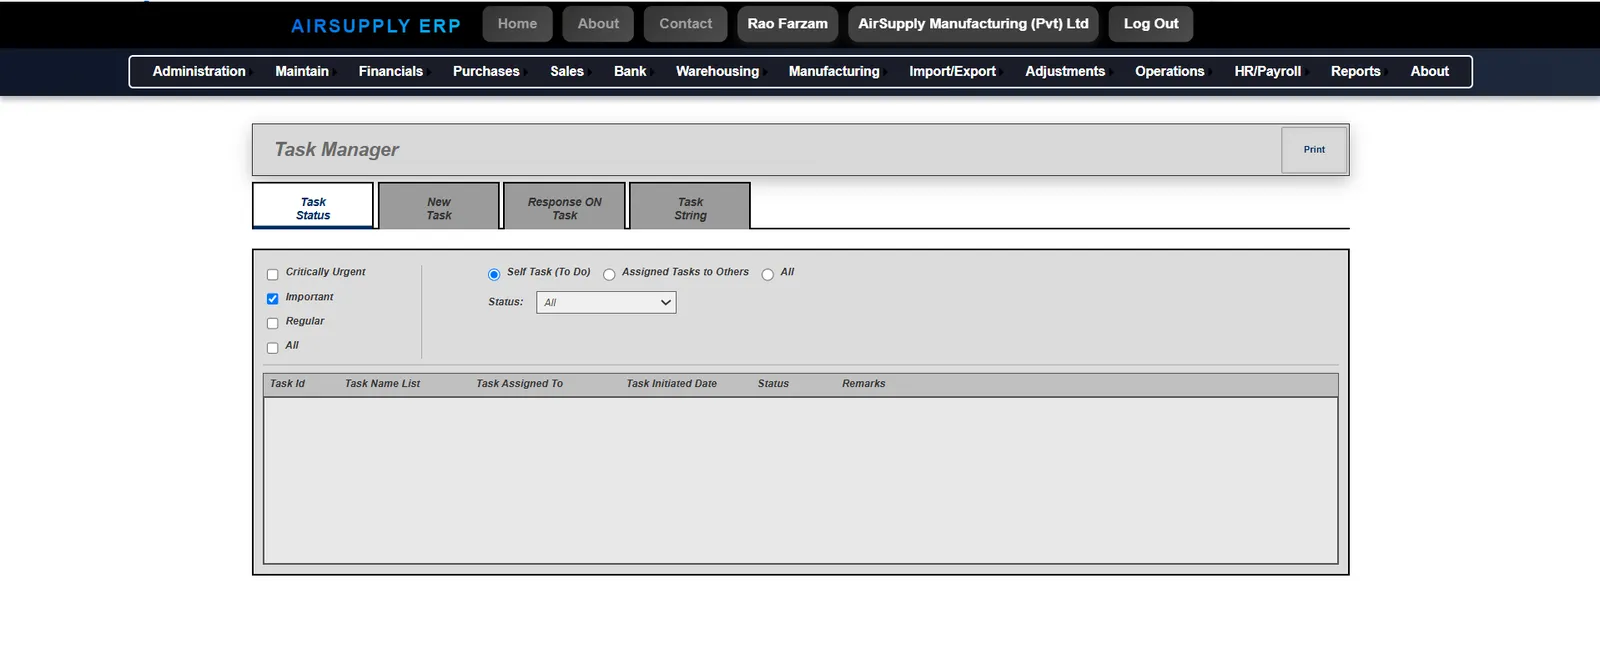 AIRSUPPLY ERP Home About Contact Rao Farzam AirSupply Manufacturing (Pvt) Ltd Log Out
Administration Maintain Financials Purchases Sales Bank Warehousing Manufacturing Import/Export Adjustments Operations HR/Payroll Reports About
Task Manager
Print
Task
Status
New
Task
Response ON
Task
Task
String
Critically Urgent
Important
Regular
All
Self Task (To Do) Assigned Tasks to Others All
Status: All
Task Id Task Name List Task Assigned To Task Initiated Date Status Remarks